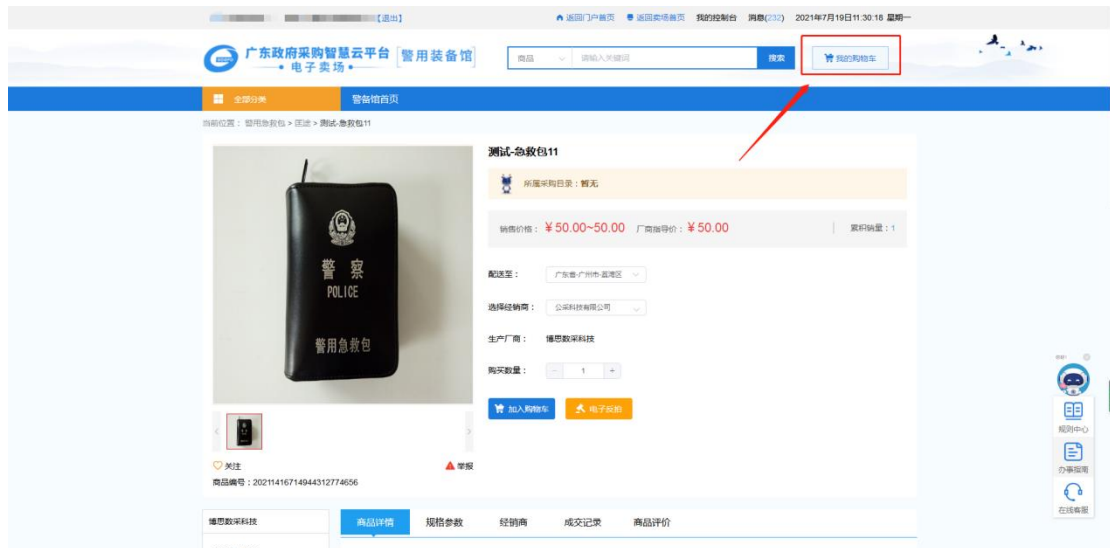 【退出】 返回门户首页 返回卖场首页 我的控制台 消息(232) 2021年7月19日11:30:18 星期一
广东政府采购智慧云平台
• 电子卖场 •
警用装备馆
商品 请输入关键词 搜索 我的购物车
全部分类 警备馆首页
当前位置： 警用急救包 > 匡途 > 测试-急救包11
测试-急救包11
所属采购目录：暂无
销售价格：￥50.00~50.00 厂商指导价：￥50.00 累积销量：1
警 察
POLICE
警用急救包
配送至： 广东省-广州市-荔湾区
选择经销商： 公采科技有限公司
生产厂商： 博思数采科技
购买数量： - 1 +
加入购物车 电子反拍
关注 举报
商品编号：20211416714944312774656
规则中心
办事指南
在线客服
博思数采科技 商品详情 规格参数 经销商 成交记录 商品评价